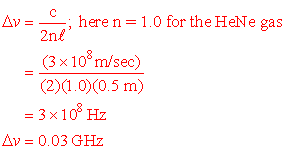 Δν = c / 2nℓ ; here n = 1.0 for the HeNe gas
= (3 × 10⁸ m/sec) / (2)(1.0)(0.5 m)
= 3 × 10⁸ Hz
Δν = 0.03 GHz